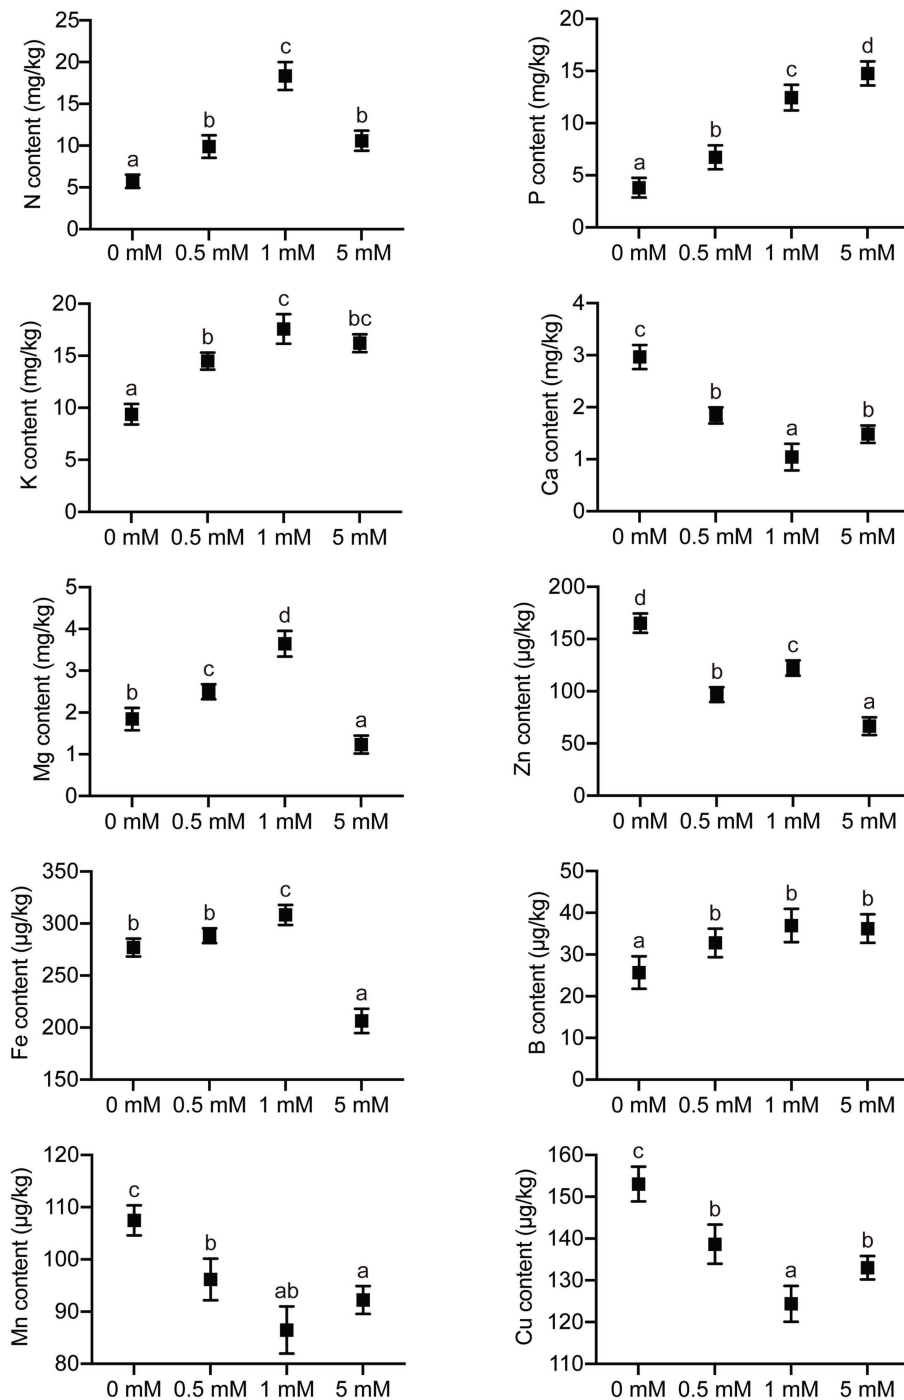 N content (mg/kg)
25
20
15
10
5
0
a
b
c
b
0 mM 0.5 mM 1 mM 5 mM
P content (mg/kg)
20
15
10
5
0
a
b
c
d
0 mM 0.5 mM 1 mM 5 mM
K content (mg/kg)
20
15
10
5
0
a
b
c
bc
0 mM 0.5 mM 1 mM 5 mM
Ca content (mg/kg)
4
3
2
1
0
c
b
a
b
0 mM 0.5 mM 1 mM 5 mM
Mg content (mg/kg)
5
4
3
2
1
0
b
c
d
a
0 mM 0.5 mM 1 mM 5 mM
Zn content (µg/kg)
200
150
100
50
0
d
b
c
a
0 mM 0.5 mM 1 mM 5 mM
Fe content (µg/kg)
350
300
250
200
150
b
b
c
a
0 mM 0.5 mM 1 mM 5 mM
B content (µg/kg)
50
40
30
20
10
0
a
b
b
b
0 mM 0.5 mM 1 mM 5 mM
Mn content (µg/kg)
120
110
100
90
80
c
b
ab
a
0 mM 0.5 mM 1 mM 5 mM
Cu content (µg/kg)
160
150
140
130
120
110
c
b
a
b
0 mM 0.5 mM 1 mM 5 mM